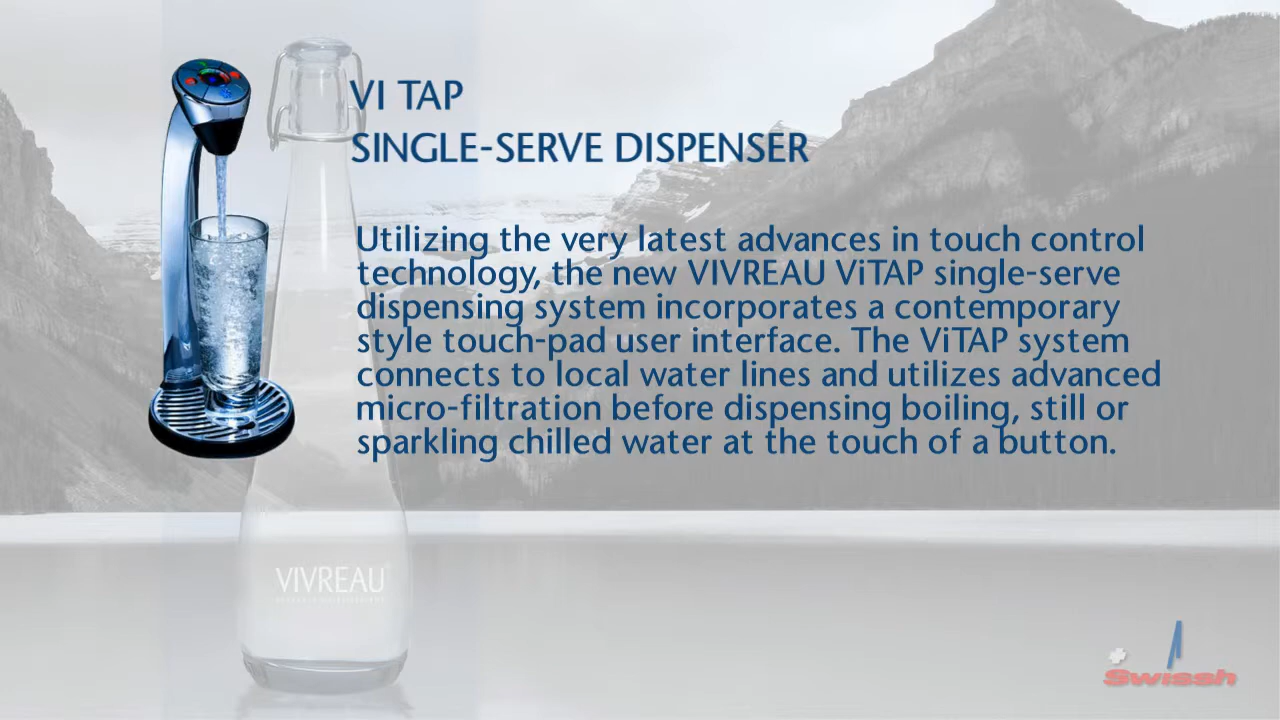 VI TAP
SINGLE-SERVE DISPENSER
Utilizing the very latest advances in touch control
technology, the new VIVREAU ViTAP single-serve
dispensing system incorporates a contemporary
style touch-pad user interface. The ViTAP system
connects to local water lines and utilizes advanced
micro-filtration before dispensing boiling, still or
sparkling chilled water at the touch of a button.
VIVREAU
Swissh